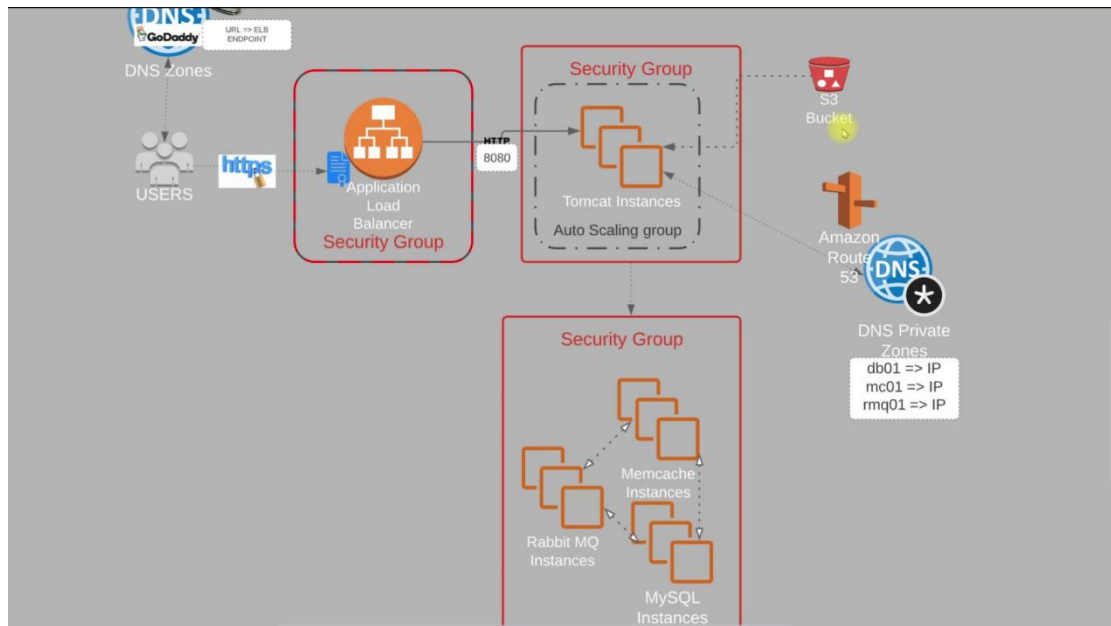 DNS
GoDaddy
URL => ELB
ENDPOINT
DNS Zones
USERS
https
Application
Load
Balancer
Security Group
HTTP
8080
Security Group
Tomcat Instances
Auto Scaling group
S3
Bucket
Amazon
Route
53
DNS
*
DNS Private
Zones
db01 => IP
mc01 => IP
rmq01 => IP
Security Group
Memcache
Instances
Rabbit MQ
Instances
MySQL
Instances